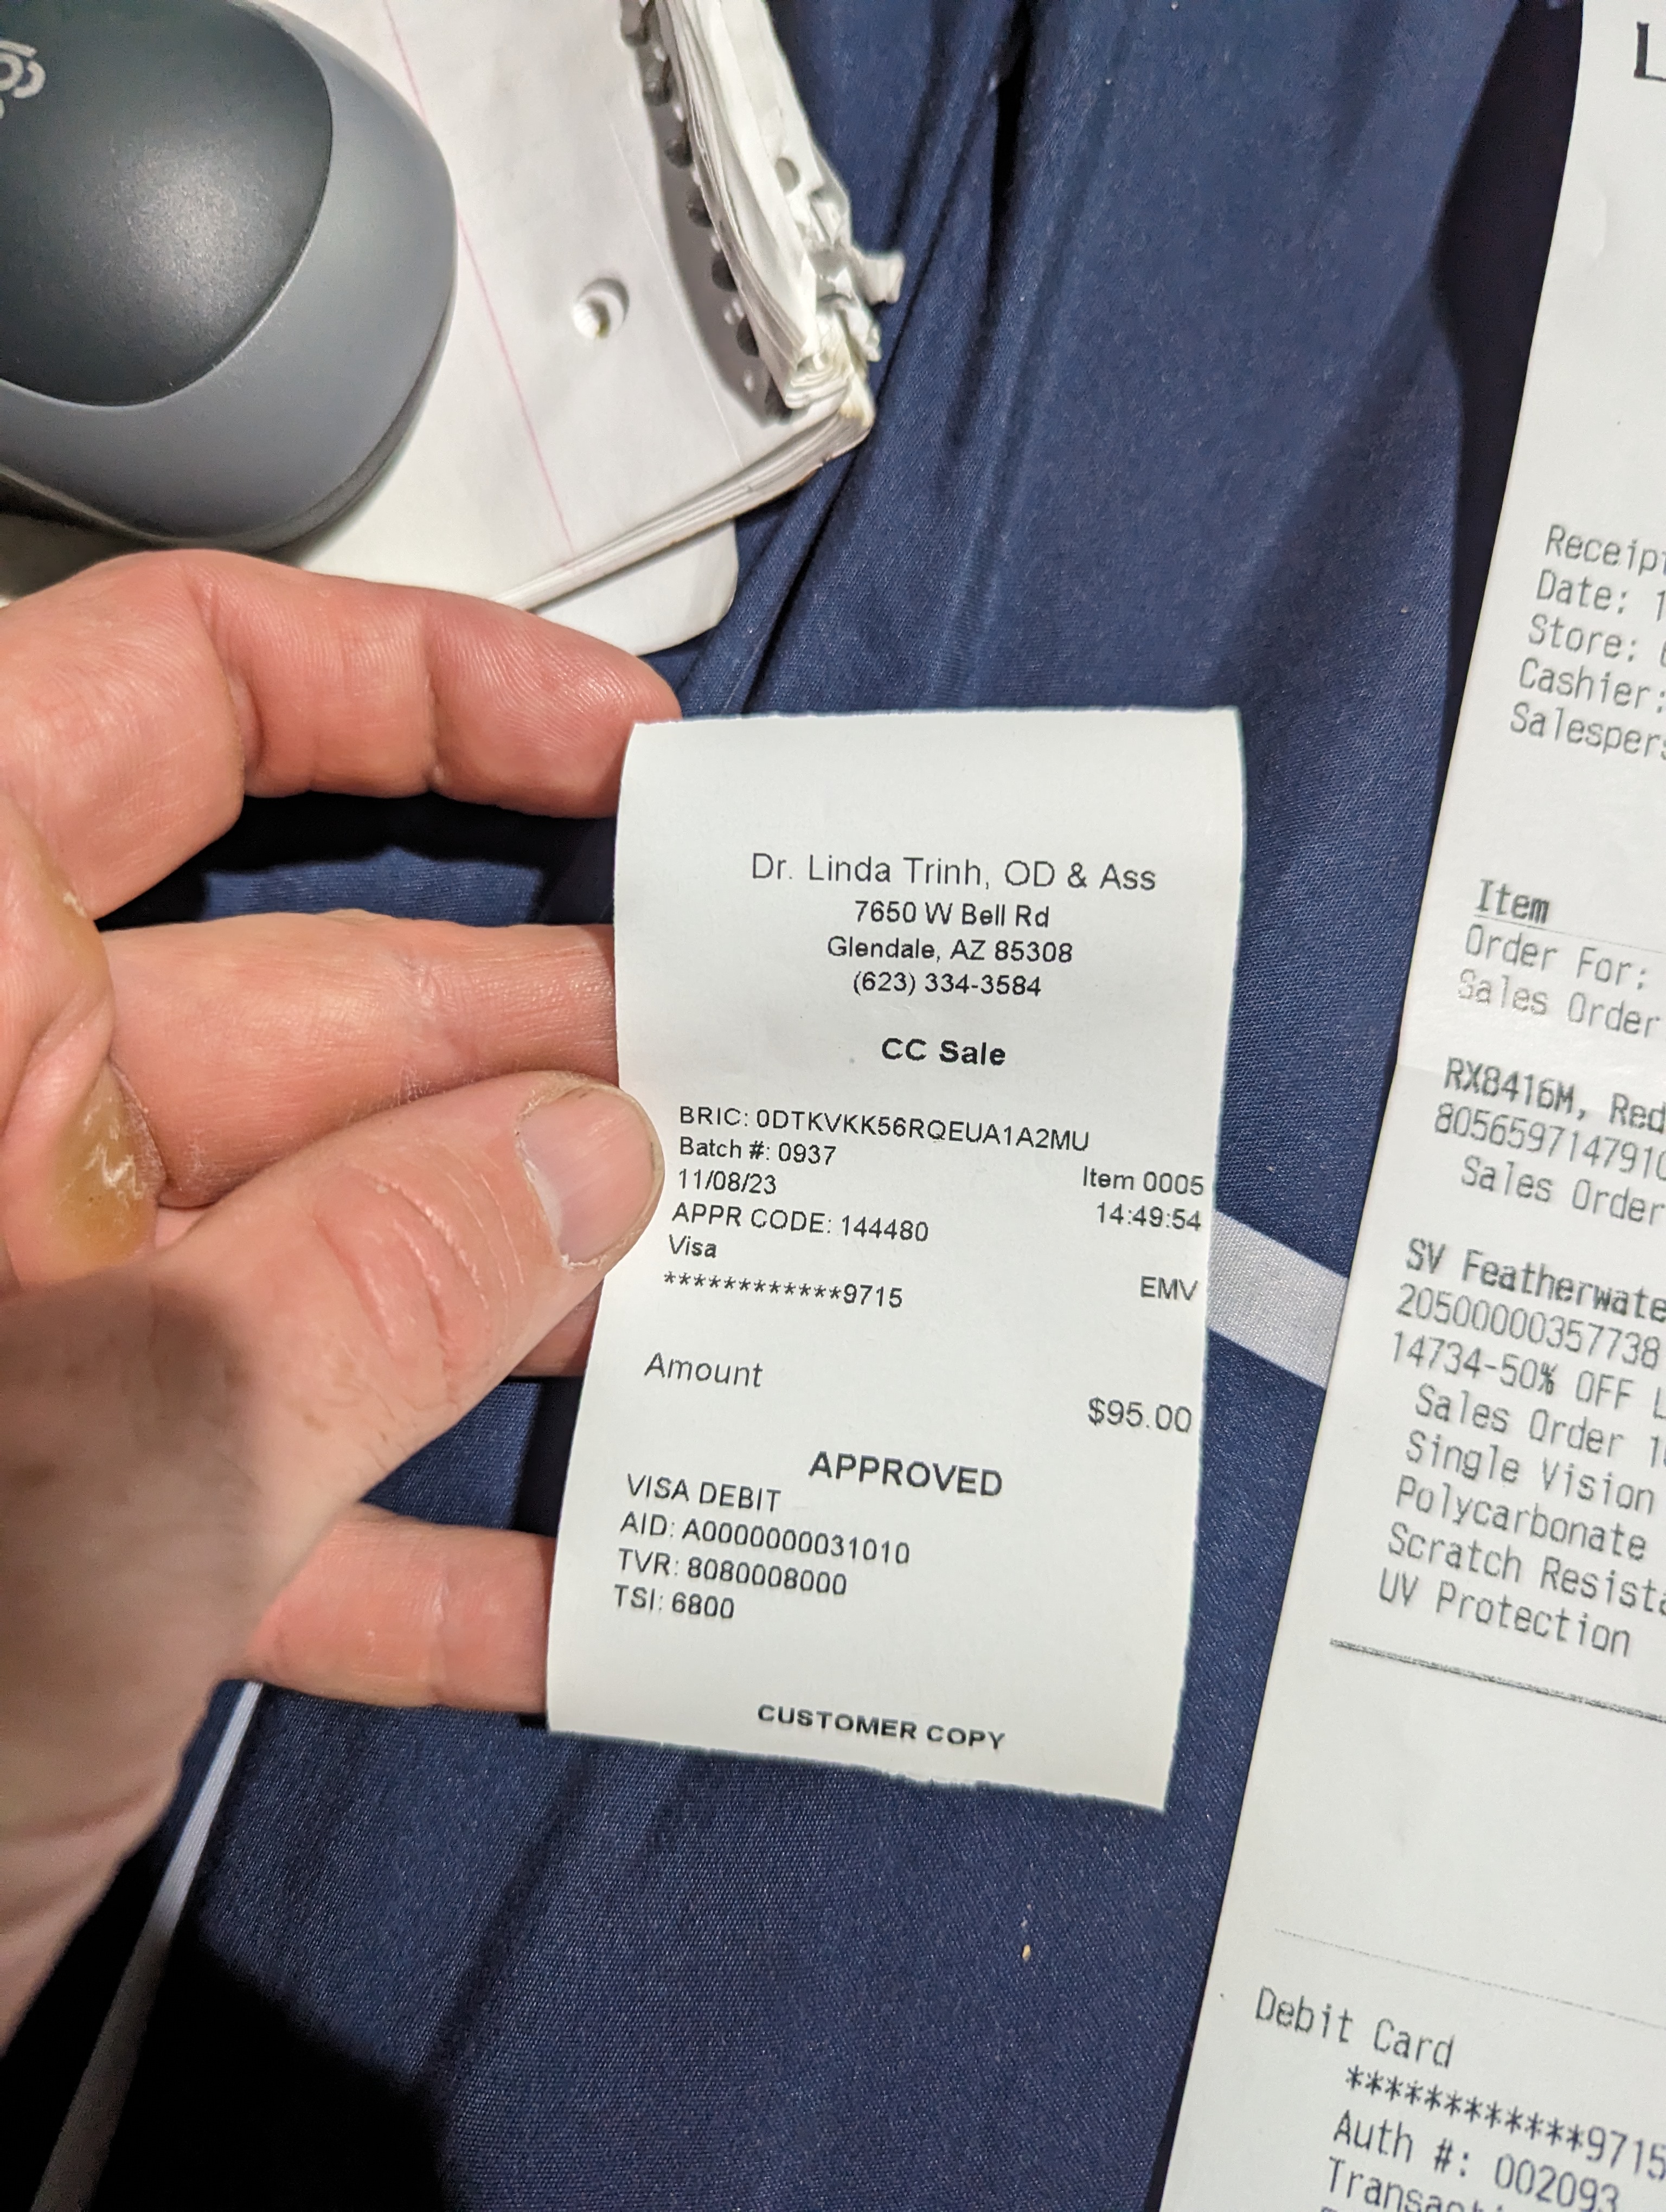 Dr. Linda Trinh, OD & Ass
7650 W Bell Rd
Glendale, AZ 85308
(623) 334-3584
CC Sale
BRIC: 0DTKVKK56RQEUA1A2MU
Batch #: 0937 Item 0005
11/08/23 14:49:54
APPR CODE: 144480
Visa
************9715 EMV
Amount
$95.00
APPROVED
VISA DEBIT
AID: A0000000031010
TVR: 8080008000
TSI: 6800
CUSTOMER COPY
L
Receip
Date: 1
Store:
Cashier:
Salespers
Item
Order For:
Sales Order
RX8416M, Red
805659714791
Sales Order
SV Featherwate
20500000357738
14734-50% OFF L
Sales Order 1
Single Vision
Polycarbonate
Scratch Resista
UV Protection
Debit Card
************9715
Auth #: 002093
Transacti